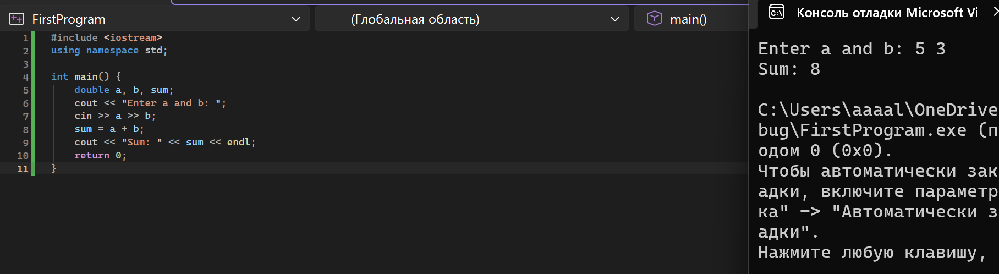 FirstProgram
(Глобальная область)
main()
1 #include <iostream>
2 using namespace std;
3
4 int main() {
5 double a, b, sum;
6 cout << "Enter a and b: ";
7 cin >> a >> b;
8 sum = a + b;
9 cout << "Sum: " << sum << endl;
10 return 0;
11 }
Консоль отладки Microsoft Vi
Enter a and b: 5 3
Sum: 8
C:\Users\aaaal\OneDrive
bug\FirstProgram.exe (п
одом 0 (0x0).
Чтобы автоматически зак
адки, включите параметр
ка" -> "Автоматически з
адки".
Нажмите любую клавишу,